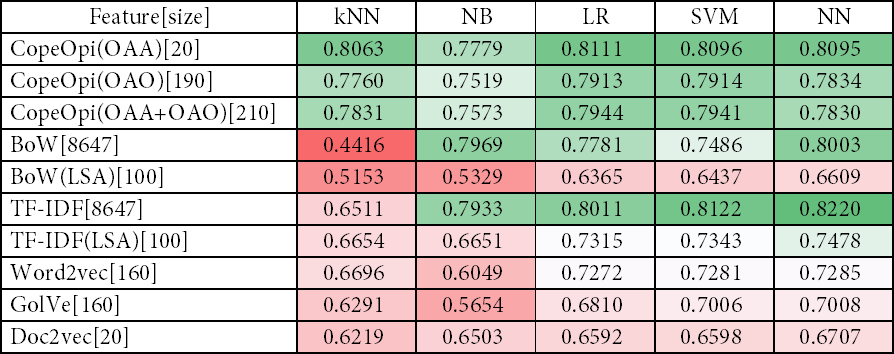 Feature[size] kNN NB LR SVM NN
CopeOpi(OAA)[20] 0.8063 0.7779 0.8111 0.8096 0.8095
CopeOpi(OAO)[190] 0.7760 0.7519 0.7913 0.7914 0.7834
CopeOpi(OAA+OAO)[210] 0.7831 0.7573 0.7944 0.7941 0.7830
BoW[8647] 0.4416 0.7969 0.7781 0.7486 0.8003
BoW(LSA)[100] 0.5153 0.5329 0.6365 0.6437 0.6609
TF-IDF[8647] 0.6511 0.7933 0.8011 0.8122 0.8220
TF-IDF(LSA)[100] 0.6654 0.6651 0.7315 0.7343 0.7478
Word2vec[160] 0.6696 0.6049 0.7272 0.7281 0.7285
GolVe[160] 0.6291 0.5654 0.6810 0.7006 0.7008
Doc2vec[20] 0.6219 0.6503 0.6592 0.6598 0.6707